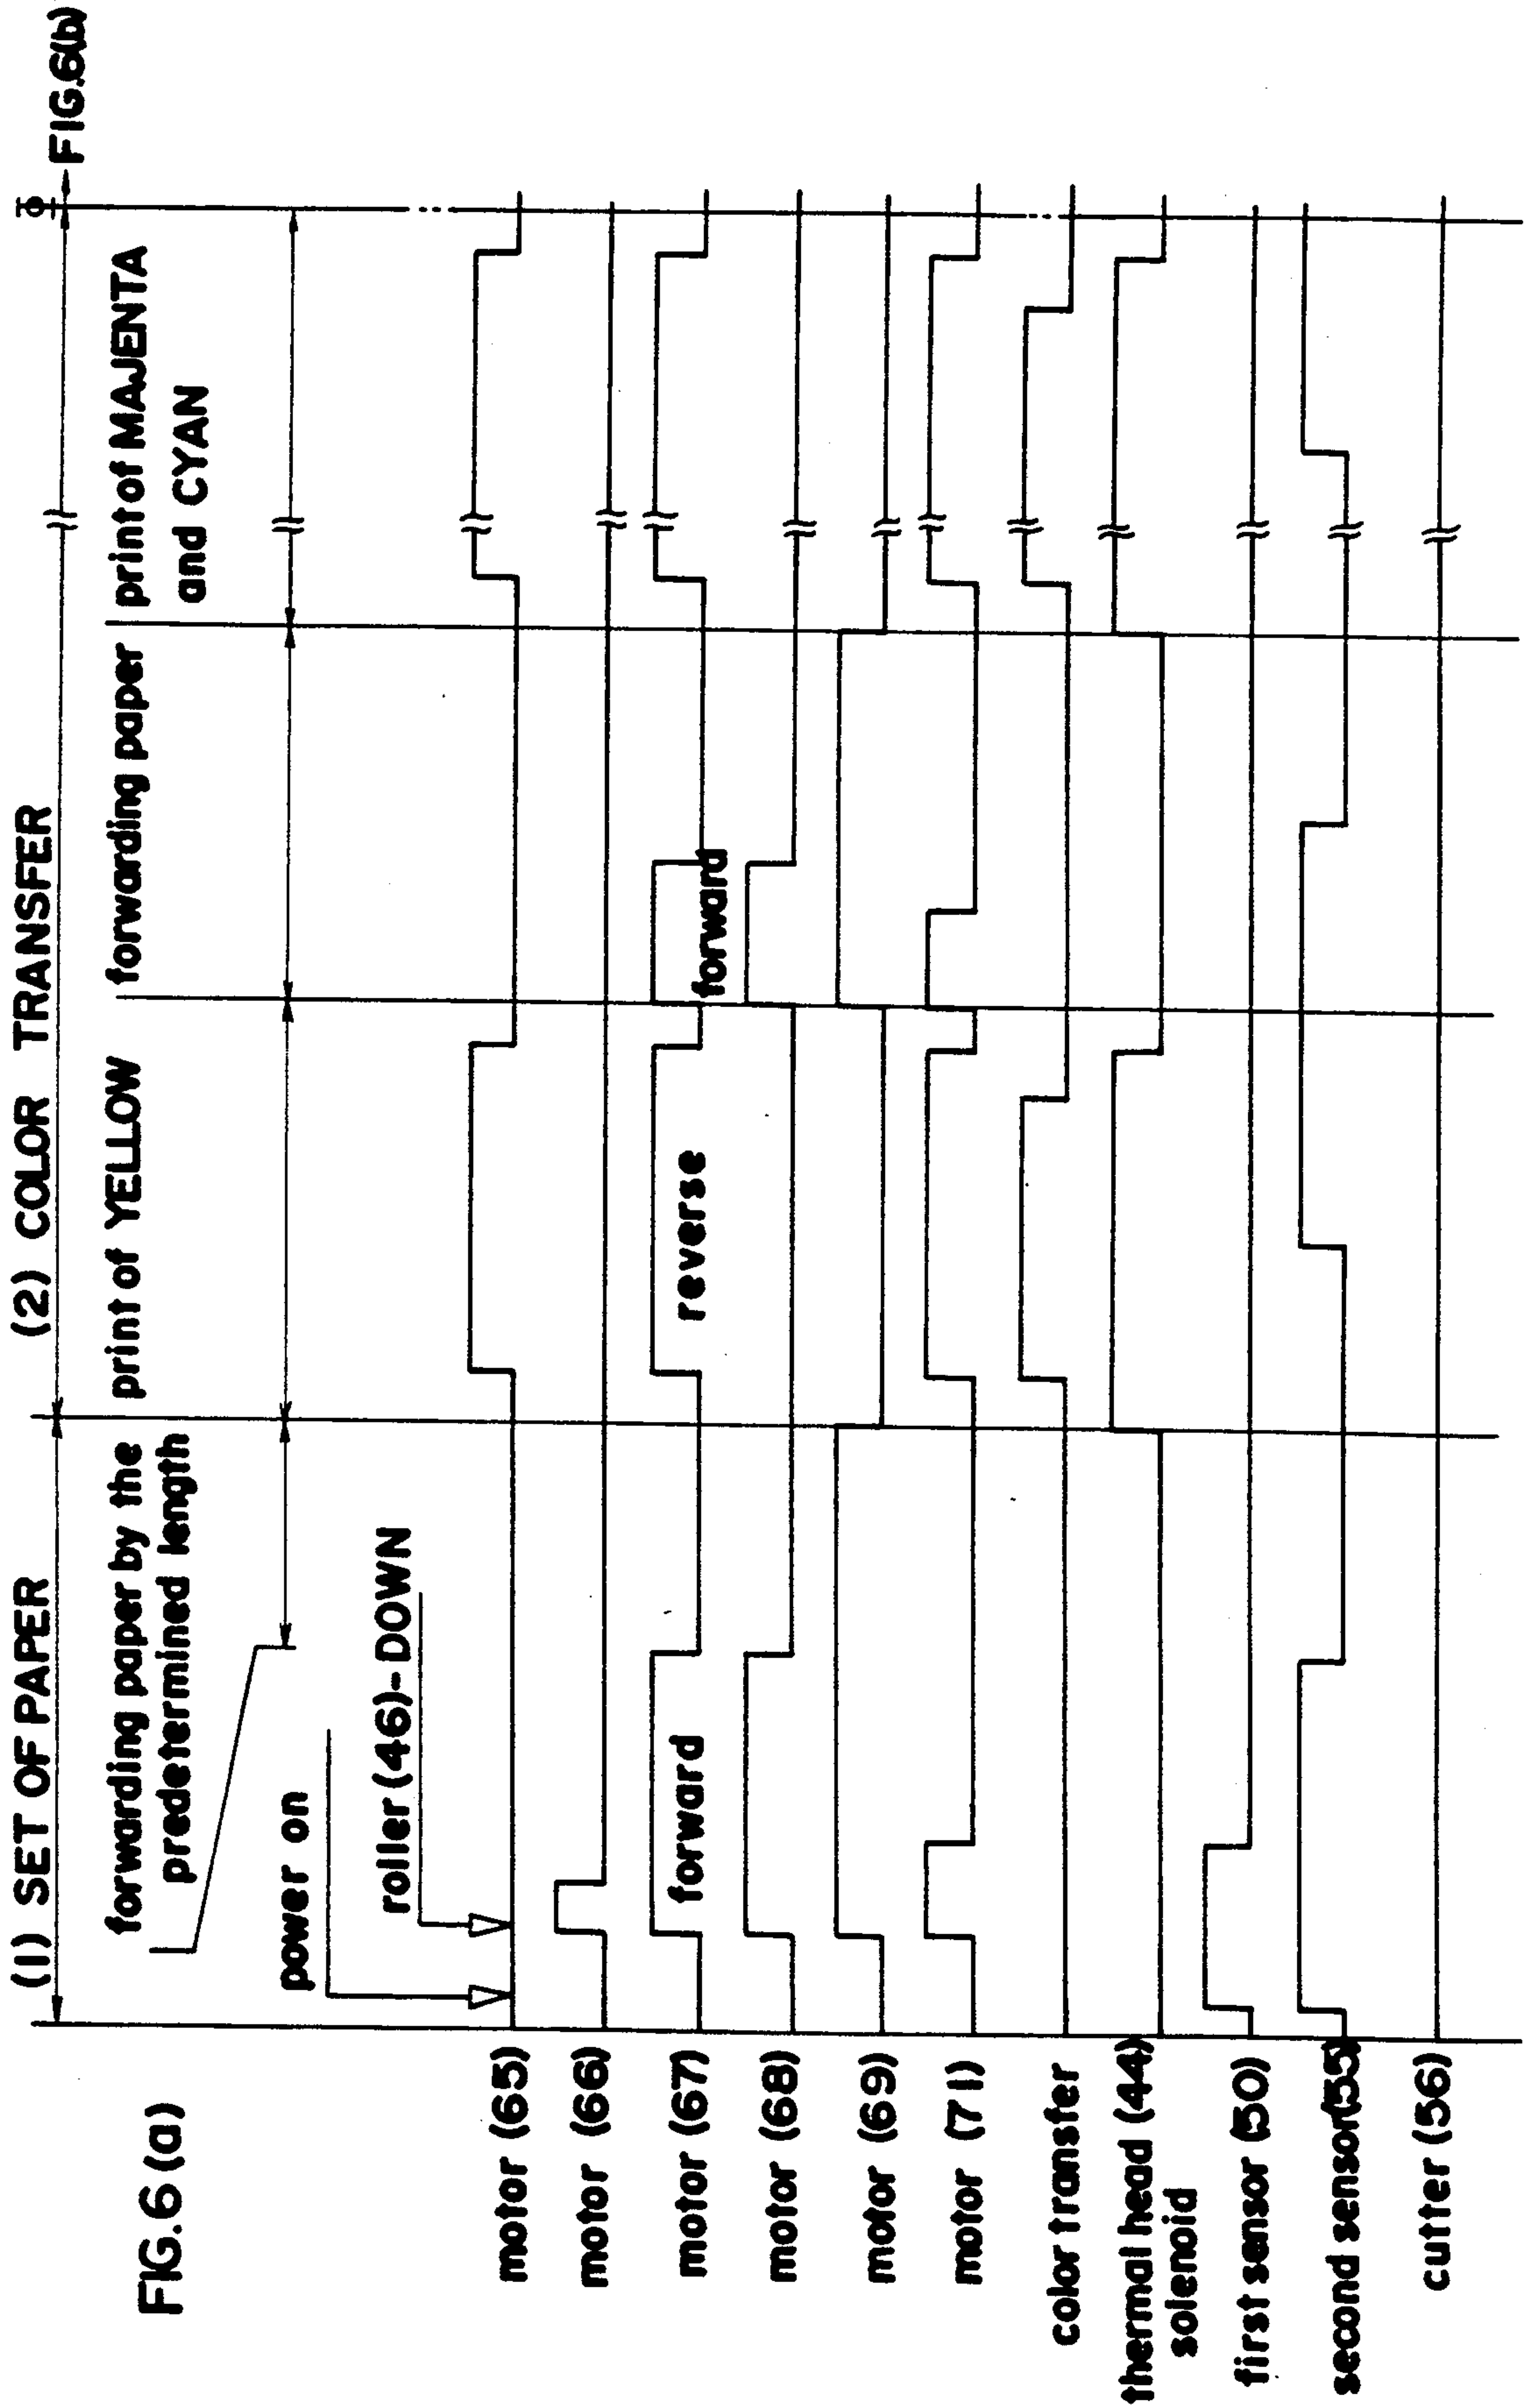 FIG.6 (a)
(1) SET OF PAPER
(2) COLOR TRANSFER
FIG.6(b)
forwarding paper by the
predetermined length
print of YELLOW
forwarding paper
print of MAJENTA
and CYAN
power on
roller (46)-DOWN
motor (65)
motor (66)
motor (67)
forward
reverse
forward
motor (68)
motor (69)
motor (71)
color transfer
thermal head (44)
solenoid
first sensor (50)
second sensor(55)
cutter (56)